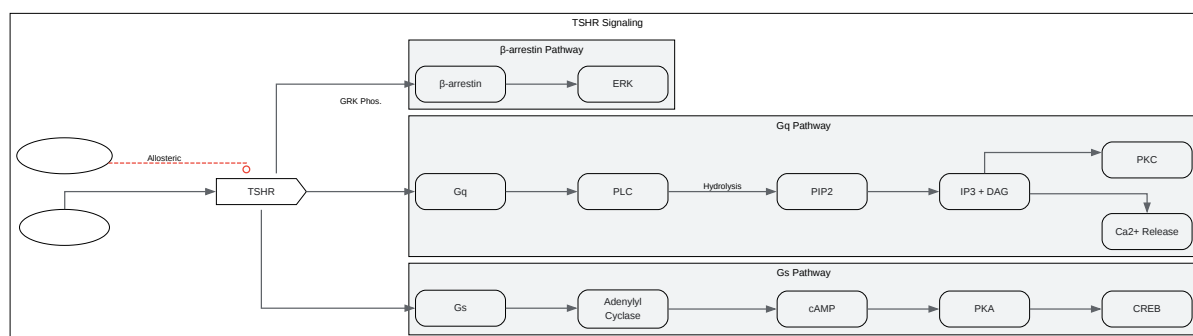 TSHR Signaling
β-arrestin Pathway
β-arrestin
ERK
GRK Phos.
Gq Pathway
Allosteric
TSHR
Gq
PLC
Hydrolysis
PIP2
IP3 + DAG
PKC
Ca2+ Release
Gs Pathway
Gs
Adenylyl
Cyclase
cAMP
PKA
CREB